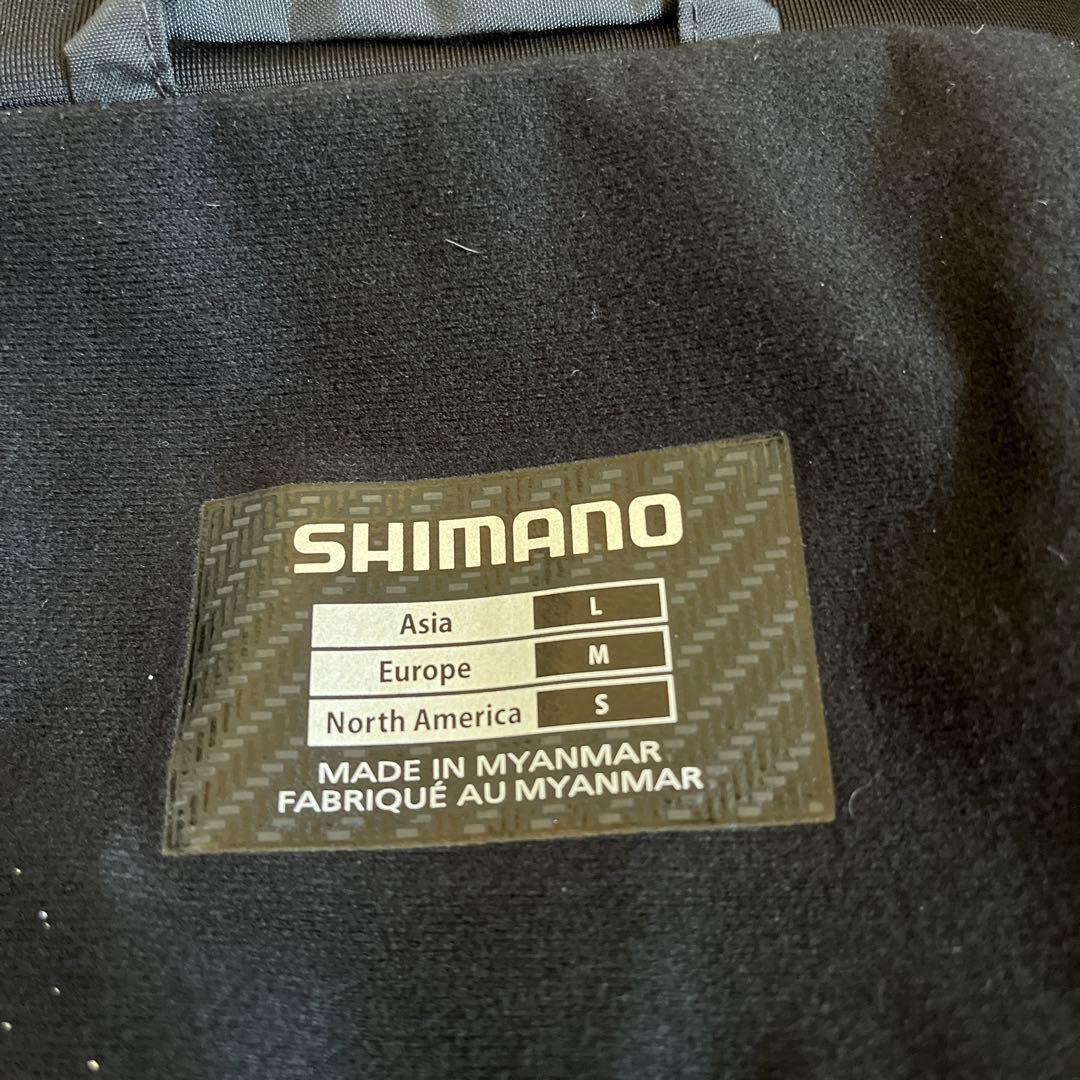 SHIMANO
Asia L
Europe M
North America S
MADE IN MYANMAR
FABRIQUÉ AU MYANMAR